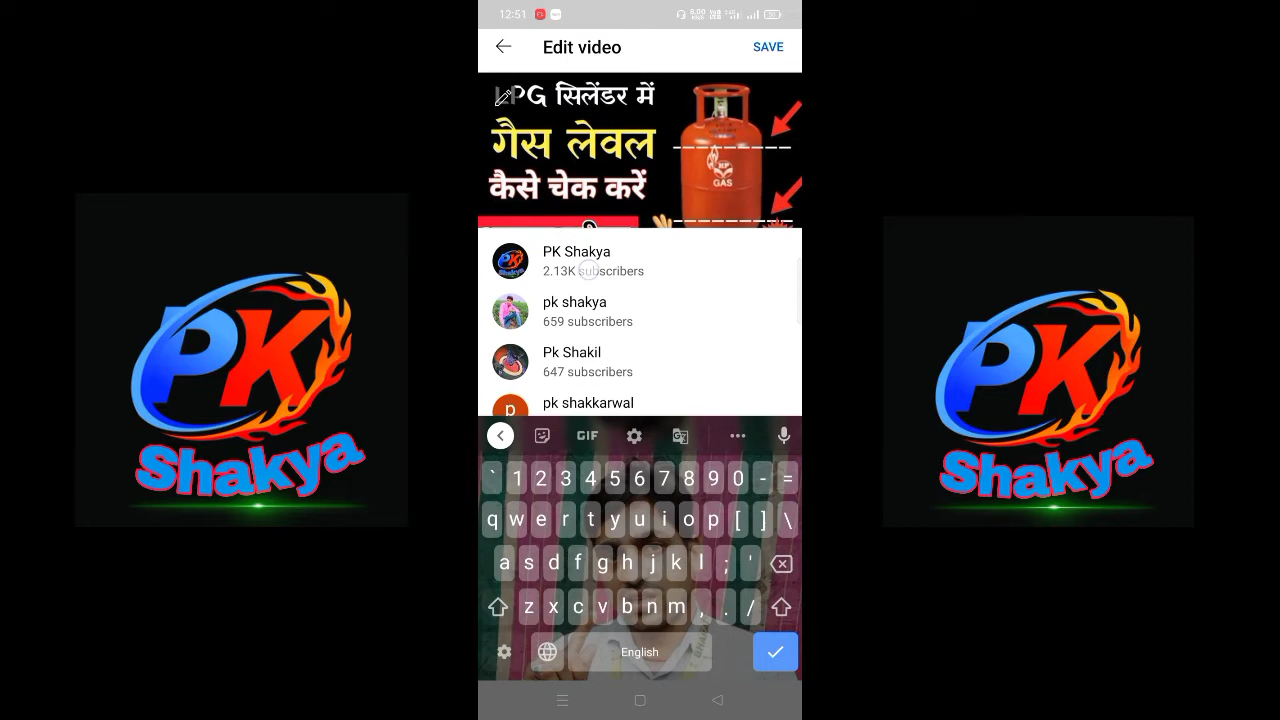 12:51
Edit video
SAVE
LPG सिलेंडर में
गैस लेवल
कैसे चेक करें
HP
GAS
PK Shakya
2.13K subscribers
pk shakya
659 subscribers
Pk Shakil
647 subscribers
p
pk shakkarwal
GIF
` 1 2 3 4 5 6 7 8 9 0 - =
q w e r t y u i o p [ ] \
a s d f g h j k l ; '
z x c v b n m , . /
English
PK
Shakya
PK
Shakya